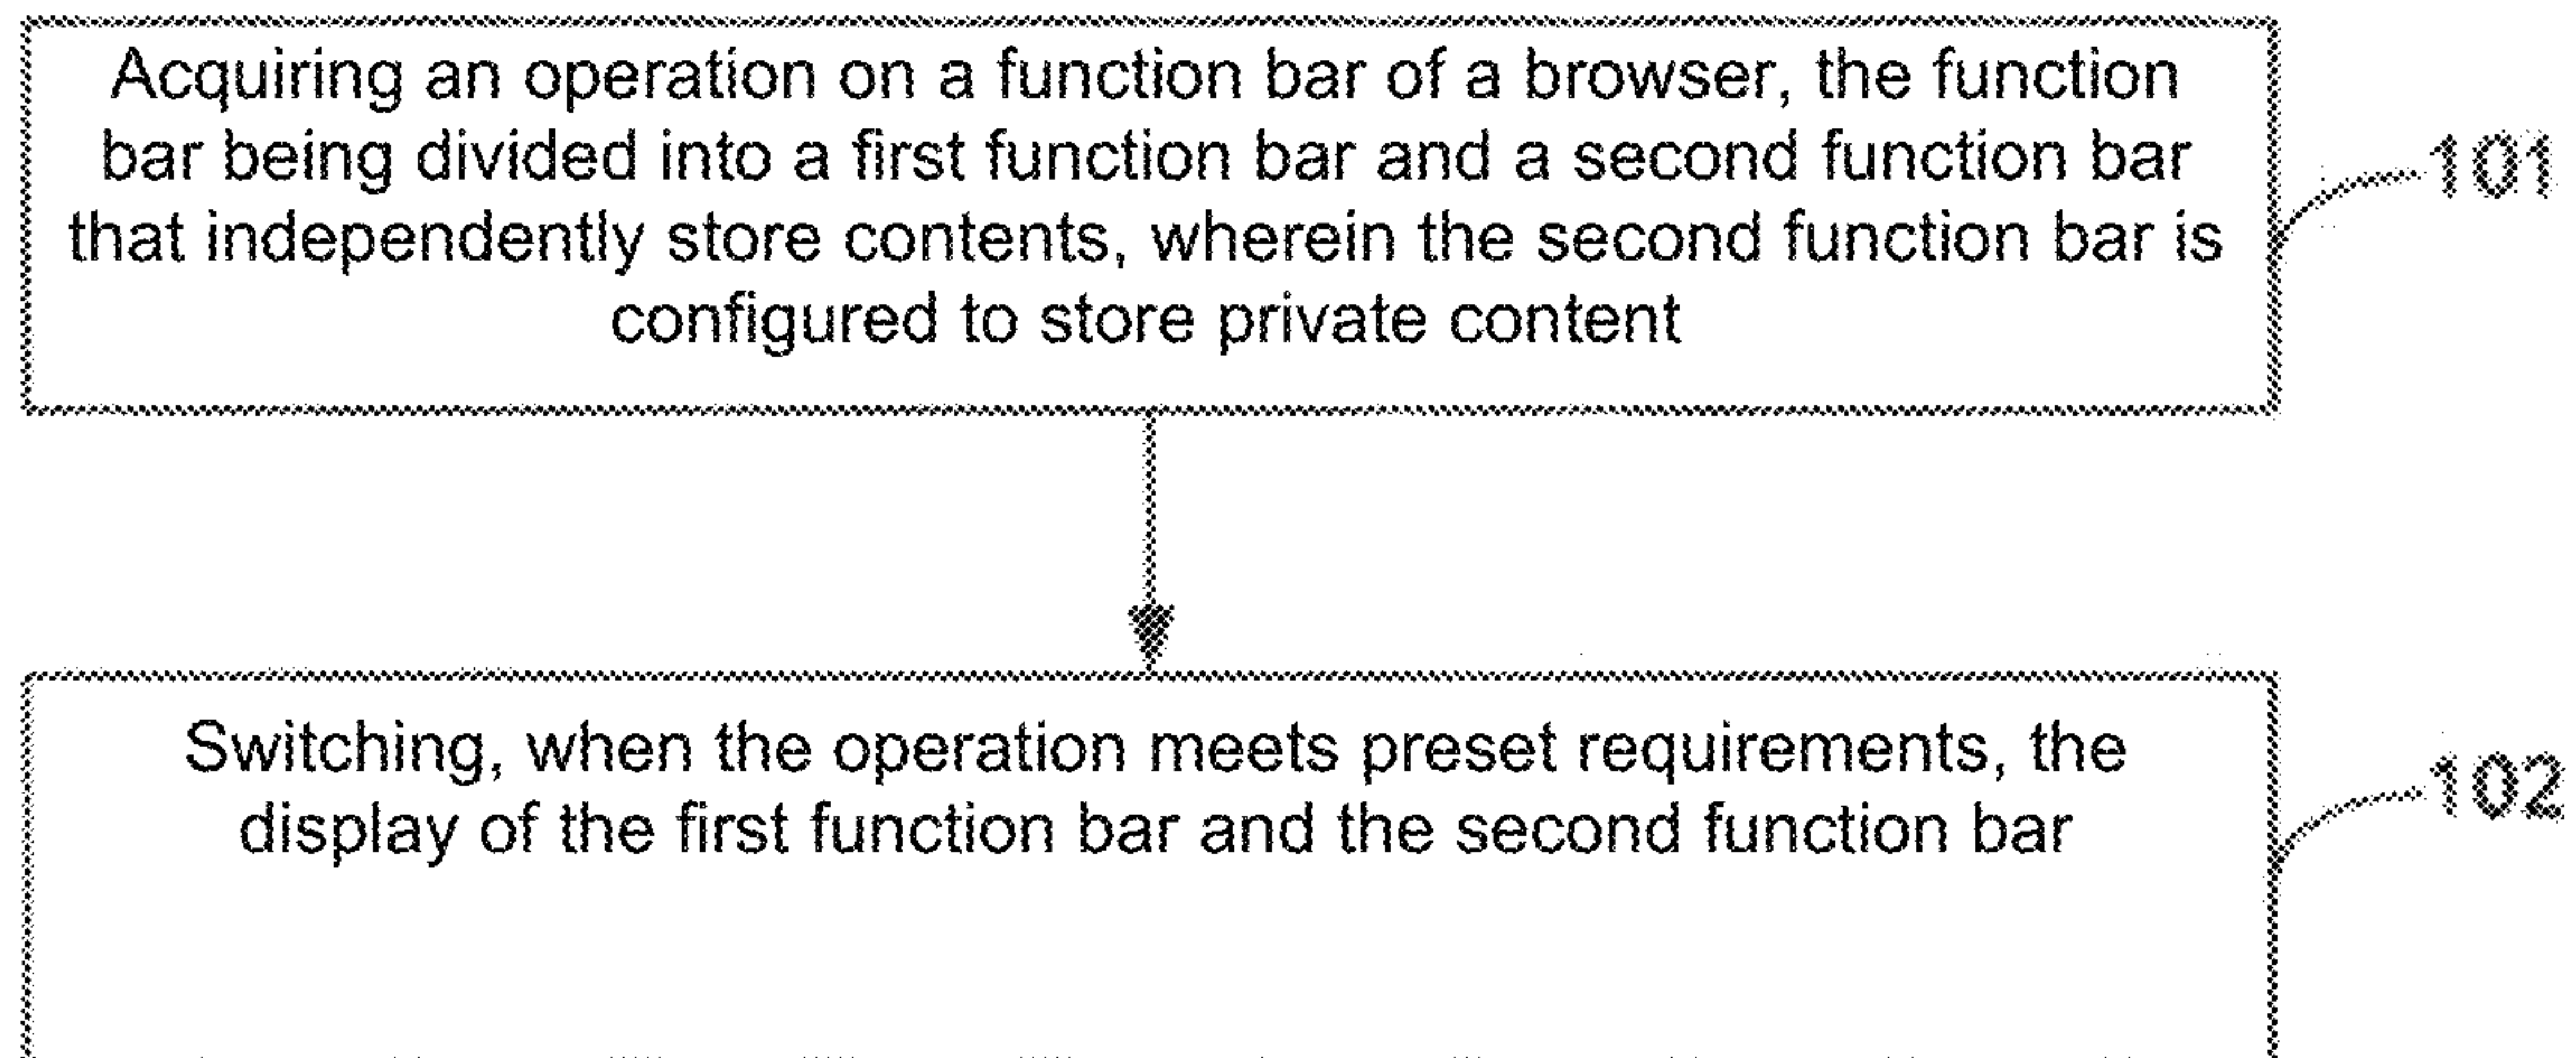 Acquiring an operation on a function bar of a browser, the function
bar being divided into a first function bar and a second function bar
that independently store contents, wherein the second function bar is
configured to store private content
101
Switching, when the operation meets preset requirements, the
display of the first function bar and the second function bar
102